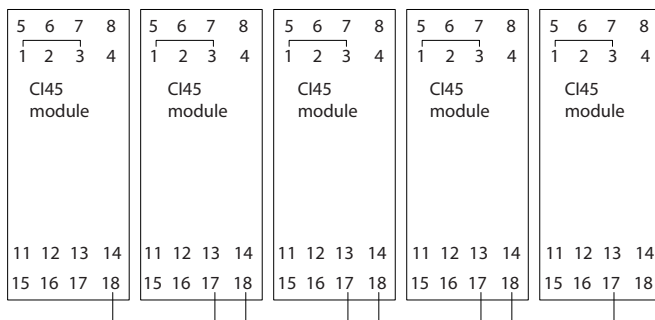 5 6 7 8 5 6 7 8 5 6 7 8 5 6 7 8 5 6 7 8
1 2 3 4 1 2 3 4 1 2 3 4 1 2 3 4 1 2 3 4
CI45 CI45 CI45 CI45 CI45
module module module module module
11 12 13 14 11 12 13 14 11 12 13 14 11 12 13 14 11 12 13 14
15 16 17 18 15 16 17 18 15 16 17 18 15 16 17 18 15 16 17 18